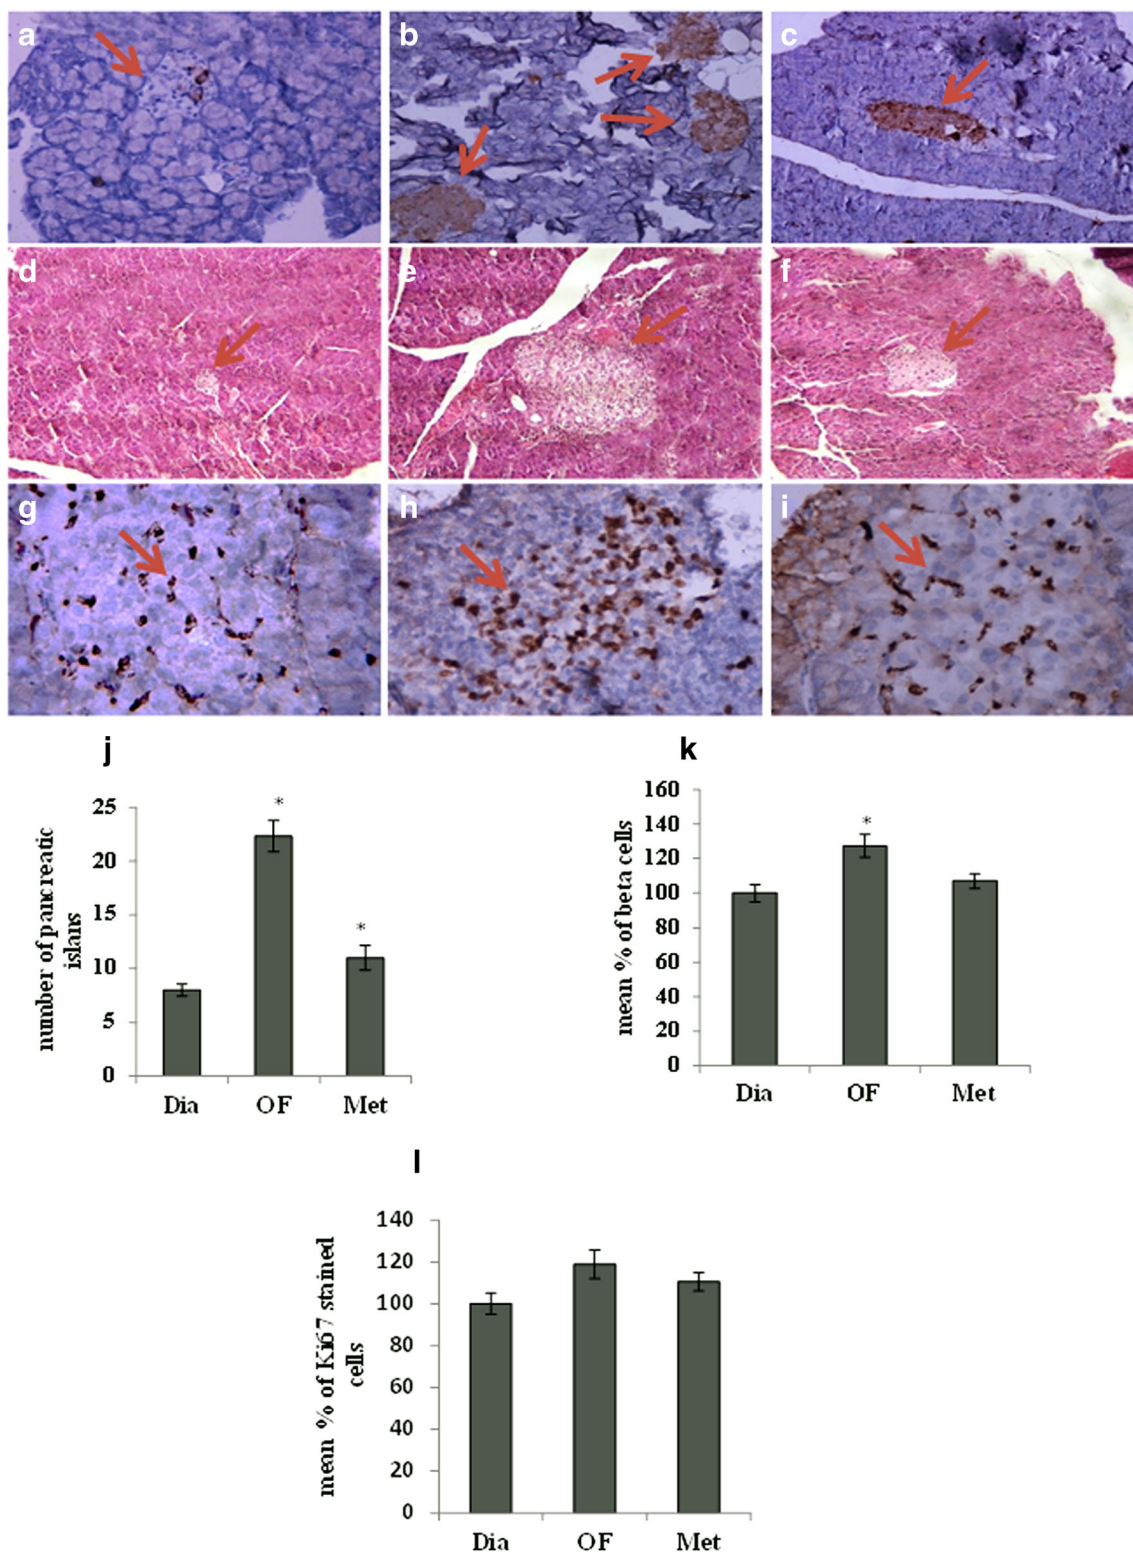 a
b
c
d
e
f
g
h
i
j
k
25
20
15
10
5
0
number of pancreatic
islans
*
*
Dia
OF
Met
160
140
120
100
80
60
40
20
0
mean % of beta cells
*
Dia
OF
Met
l
140
120
100
80
60
40
20
0
mean % of Ki67 stained
cells
Dia
OF
Met